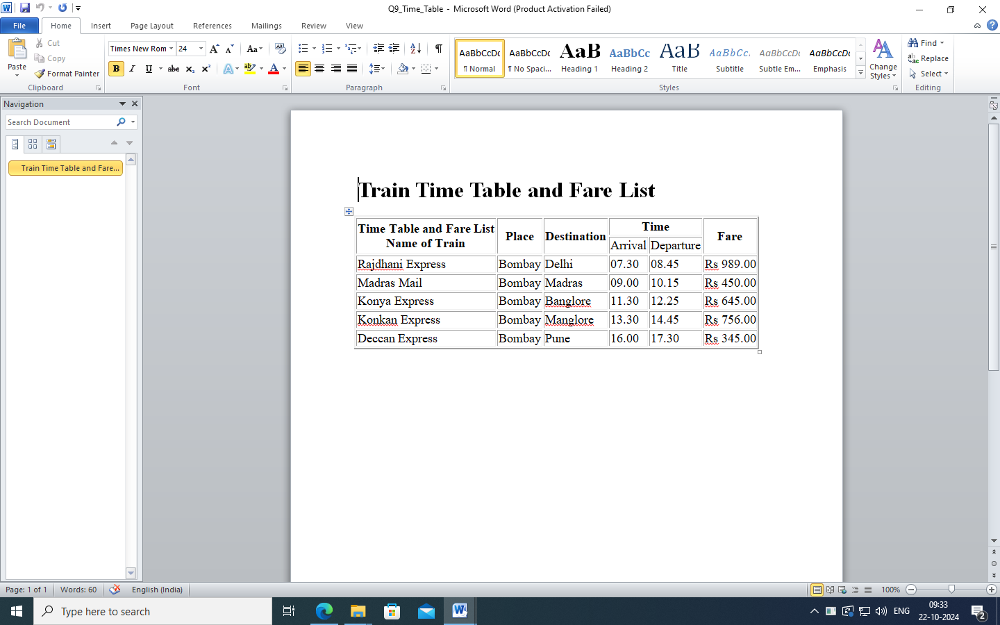 Q9_Time_Table - Microsoft Word (Product Activation Failed)
File Home Insert Page Layout References Mailings Review View
Paste
Cut
Copy
Format Painter
Clipboard
Times New Rom 24
Font
Paragraph
AaBbCcDc AaBbCcDc AaB AaBbCc AaB AaBbCc. AaBbCcDc AaBbCcDc
¶ Normal ¶ No Spaci... Heading 1 Heading 2 Title Subtitle Subtle Em... Emphasis
Styles
Change Styles
Find
Replace
Select
Editing
Navigation
Search Document
Train Time Table and Fare...
Train Time Table and Fare List
Time Table and Fare List Name of Train Place Destination Time Fare
Arrival Departure
Rajdhani Express Bombay Delhi 07.30 08.45 Rs 989.00
Madras Mail Bombay Madras 09.00 10.15 Rs 450.00
Konya Express Bombay Banglore 11.30 12.25 Rs 645.00
Konkan Express Bombay Manglore 13.30 14.45 Rs 756.00
Deccan Express Bombay Pune 16.00 17.30 Rs 345.00
Page: 1 of 1 Words: 60 English (India) 100%
Type here to search
ENG
09:33
22-10-2024
2